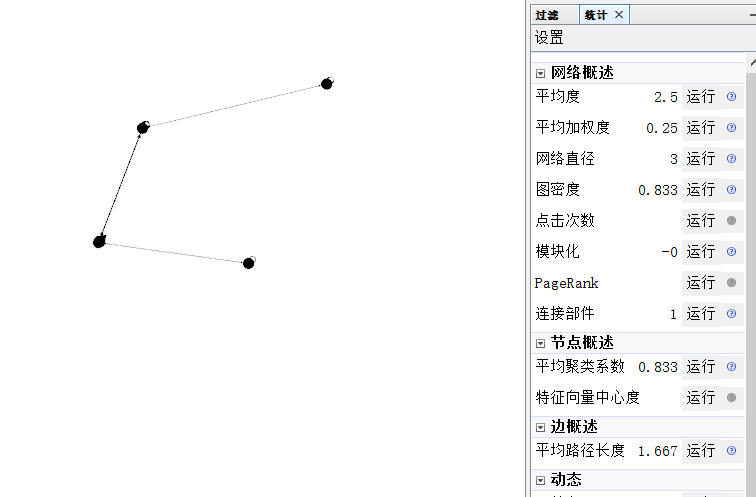 过滤 统计 ×
设置
网络概述
平均度 2.5 运行
平均加权度 0.25 运行
网络直径 3 运行
图密度 0.833 运行
点击次数 运行
模块化 -0 运行
PageRank 运行
连接部件 1 运行
节点概述
平均聚类系数 0.833 运行
特征向量中心度 运行
边概述
平均路径长度 1.667 运行
动态